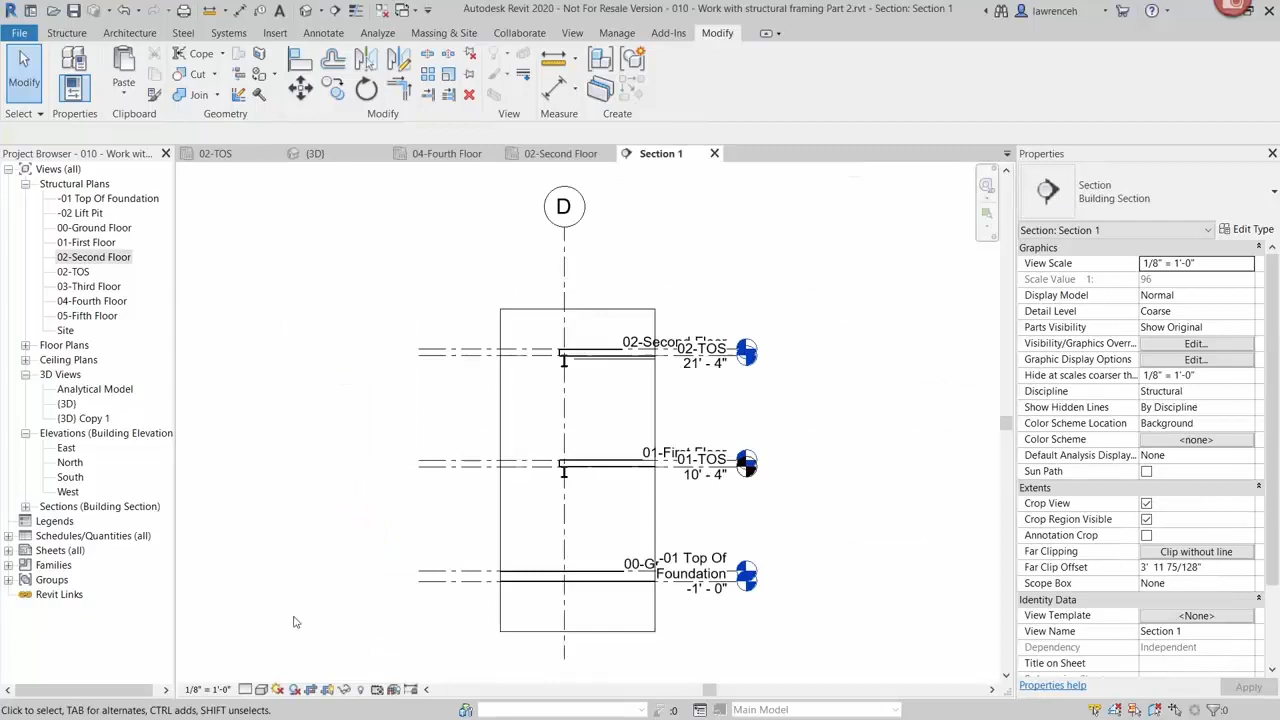 Autodesk Revit 2020 - Not For Resale Version - 010 - Work with structural framing Part 2.rvt - Section: Section 1
lawrenceh
File Structure Architecture Steel Systems Insert Annotate Analyze Massing & Site Collaborate View Manage Add-Ins Modify
Cope
Cut
Join
Modify
Paste
Select Properties Clipboard Geometry Modify View Measure Create
Project Browser - 010 - Work wit...
02-TOS
{3D}
04-Fourth Floor
02-Second Floor
Section 1
Properties
Views (all)
Structural Plans
-01 Top Of Foundation
-02 Lift Pit
00-Ground Floor
01-First Floor
02-Second Floor
02-TOS
03-Third Floor
04-Fourth Floor
05-Fifth Floor
Site
Floor Plans
Ceiling Plans
3D Views
Analytical Model
{3D}
{3D} Copy 1
Elevations (Building Elevation
East
North
South
West
Sections (Building Section)
Legends
Schedules/Quantities (all)
Sheets (all)
Families
Groups
Revit Links
D
02-TOS
21' - 4"
01-TOS
10' - 4"
-01 Top Of
Foundation
-1' - 0"
Section
Building Section
Section: Section 1
Edit Type
Graphics
View Scale 1/8" = 1'-0"
Scale Value 1: 96
Display Model Normal
Detail Level Coarse
Parts Visibility Show Original
Visibility/Graphics Overr... Edit...
Graphic Display Options Edit...
Hide at scales coarser th... 1/8" = 1'-0"
Discipline Structural
Show Hidden Lines By Discipline
Color Scheme Location Background
Color Scheme <none>
Default Analysis Display... None
Sun Path
Extents
Crop View
Crop Region Visible
Annotation Crop
Far Clipping Clip without line
Far Clip Offset 3' 11 75/128"
Scope Box None
Identity Data
View Template <None>
View Name Section 1
Dependency Independent
Title on Sheet
Properties help
Apply
1/8" = 1'-0"
Click to select, TAB for alternates, CTRL adds, SHIFT unselects.
:0
Main Model
:0